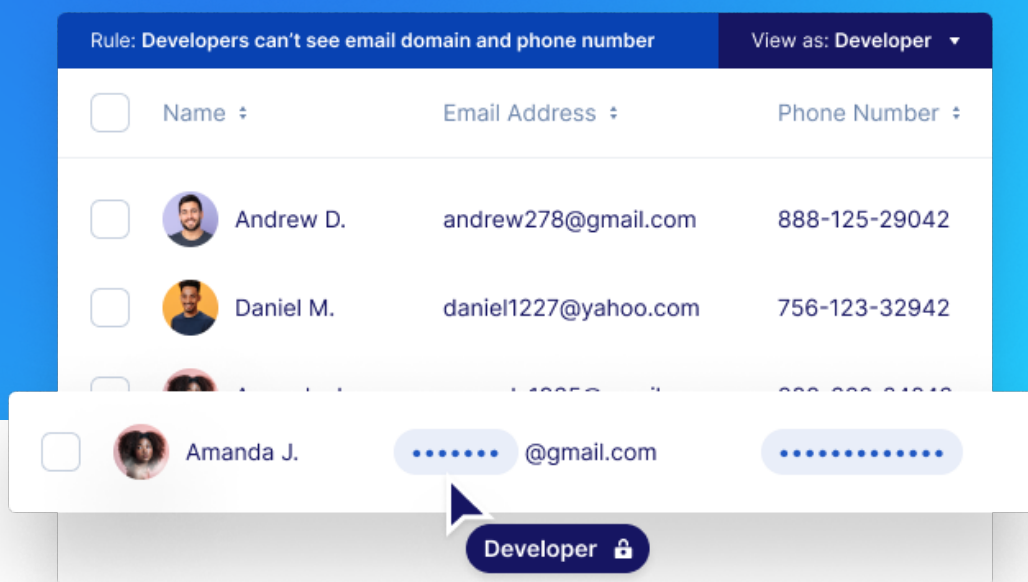 Rule: Developers can't see email domain and phone number View as: Developer
Name Email Address Phone Number
Andrew D. andrew278@gmail.com 888-125-29042
Daniel M. daniel1227@yahoo.com 756-123-32942
Amanda J. @gmail.com
Developer